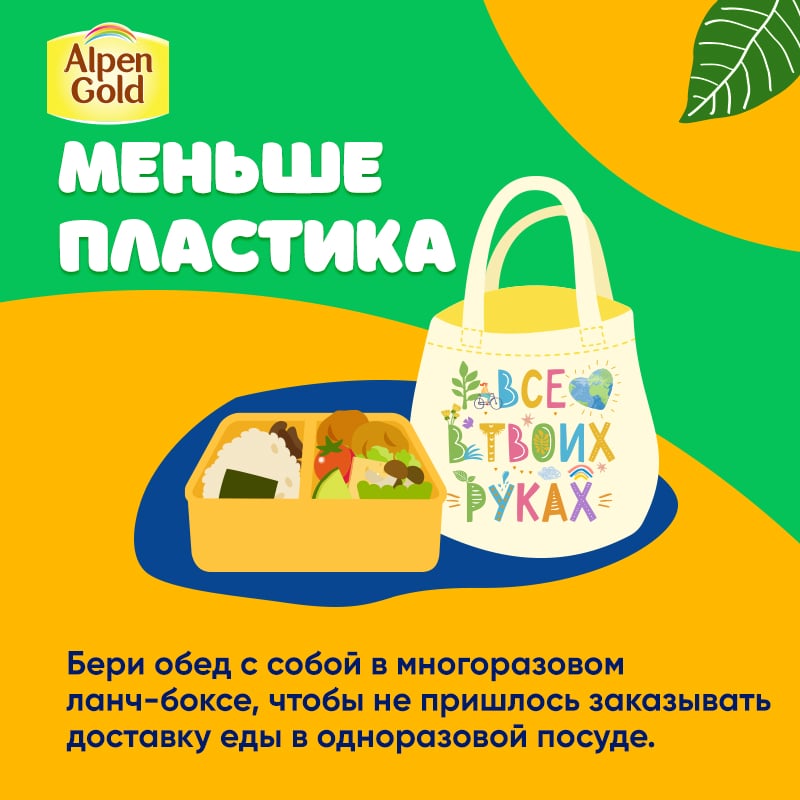 Alpen
Gold
МЕНЬШЕ
ПЛАСТИКА
ВСЕ
В ТВОИХ
РУКАХ
Бери обед с собой в многоразовом
ланч-боксе, чтобы не пришлось заказывать
доставку еды в одноразовой посуде.